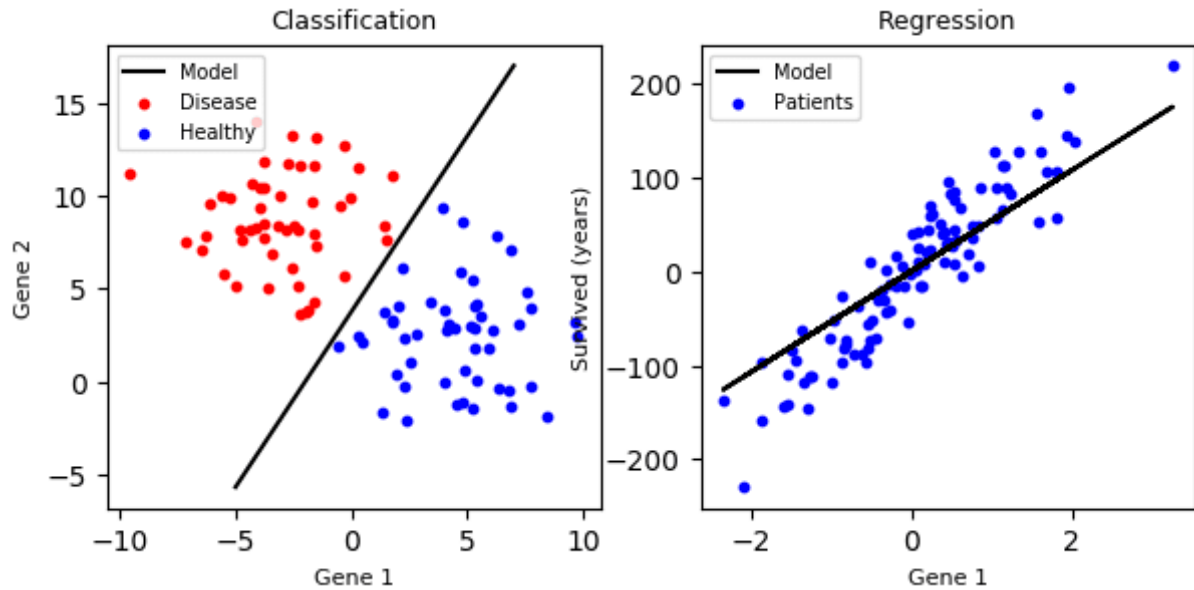 Classification
Model
Disease
Healthy
15
10
5
0
−5
Gene 2
−10
−5
0
5
10
Gene 1
Regression
Model
Patients
200
100
0
−100
−200
Survived (years)
−2
0
2
Gene 1